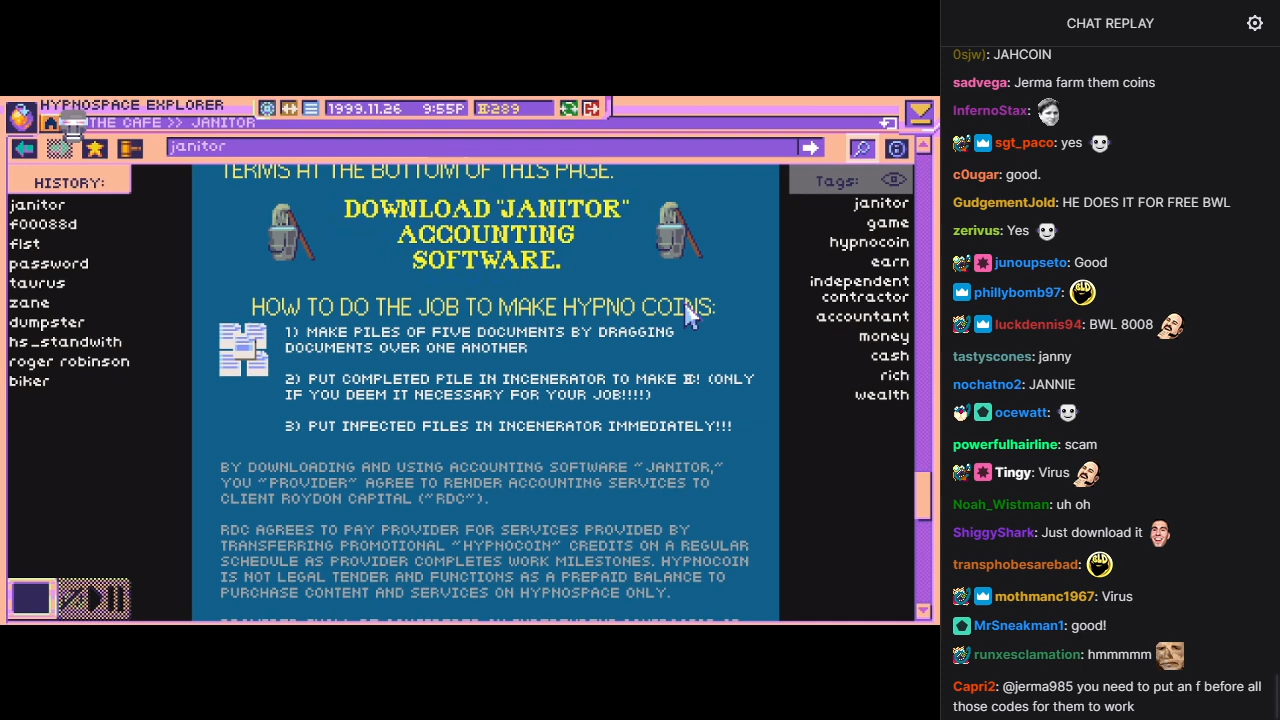 HYPNOSPACE EXPLORER
1999.11.26 9:55P
289
THE CAFE >> JANITOR
janitor
HISTORY:
janitor
f00088d
f1st
password
taurus
zane
dumpster
hs_standwith
roger robinson
biker
TERMS AT THE BOTTOM OF THIS PAGE.
DOWNLOAD "JANITOR"
ACCOUNTING
SOFTWARE.
HOW TO DO THE JOB TO MAKE HYPNO COINS:
1) MAKE PILES OF FIVE DOCUMENTS BY DRAGGING
DOCUMENTS OVER ONE ANOTHER
2) PUT COMPLETED PILE IN INCENERATOR TO MAKE ! (ONLY
IF YOU DEEM IT NECESSARY FOR YOUR JOB!!!!)
3) PUT INFECTED FILES IN INCENERATOR IMMEDIATELY!!!
BY DOWNLOADING AND USING ACCOUNTING SOFTWARE "JANITOR,"
YOU "PROVIDER" AGREE TO RENDER ACCOUNTING SERVICES TO
CLIENT ROYDON CAPITAL ("RDC").
RDC AGREES TO PAY PROVIDER FOR SERVICES PROVIDED BY
TRANSFERRING PROMOTIONAL "HYPNOCOIN" CREDITS ON A REGULAR
SCHEDULE AS PROVIDER COMPLETES WORK MILESTONES. HYPNOCOIN
IS NOT LEGAL TENDER AND FUNCTIONS AS A PREPAID BALANCE TO
PURCHASE CONTENT AND SERVICES ON HYPNOSPACE ONLY.
Tags:
janitor
game
hypnocoin
earn
independent
contractor
accountant
money
cash
rich
wealth
CHAT REPLAY
0sjw): JAHCOIN
sadvega: Jerma farm them coins
InfernoStax:
sgt_paco: yes
c0ugar: good.
GudgementJold: HE DOES IT FOR FREE BWL
zerivus: Yes
junoupseto: Good
phillybomb97:
luckdennis94: BWL 8008
tastyscones: janny
nochatno2: JANNIE
ocewatt:
powerfulhairline: scam
Tingy: Virus
Noah_Wistman: uh oh
ShiggyShark: Just download it
transphobesarebad:
mothmanc1967: Virus
MrSneakman1: good!
runxesclamation: hmmmmm
Capri2: @jerma985 you need to put an f before all
those codes for them to work